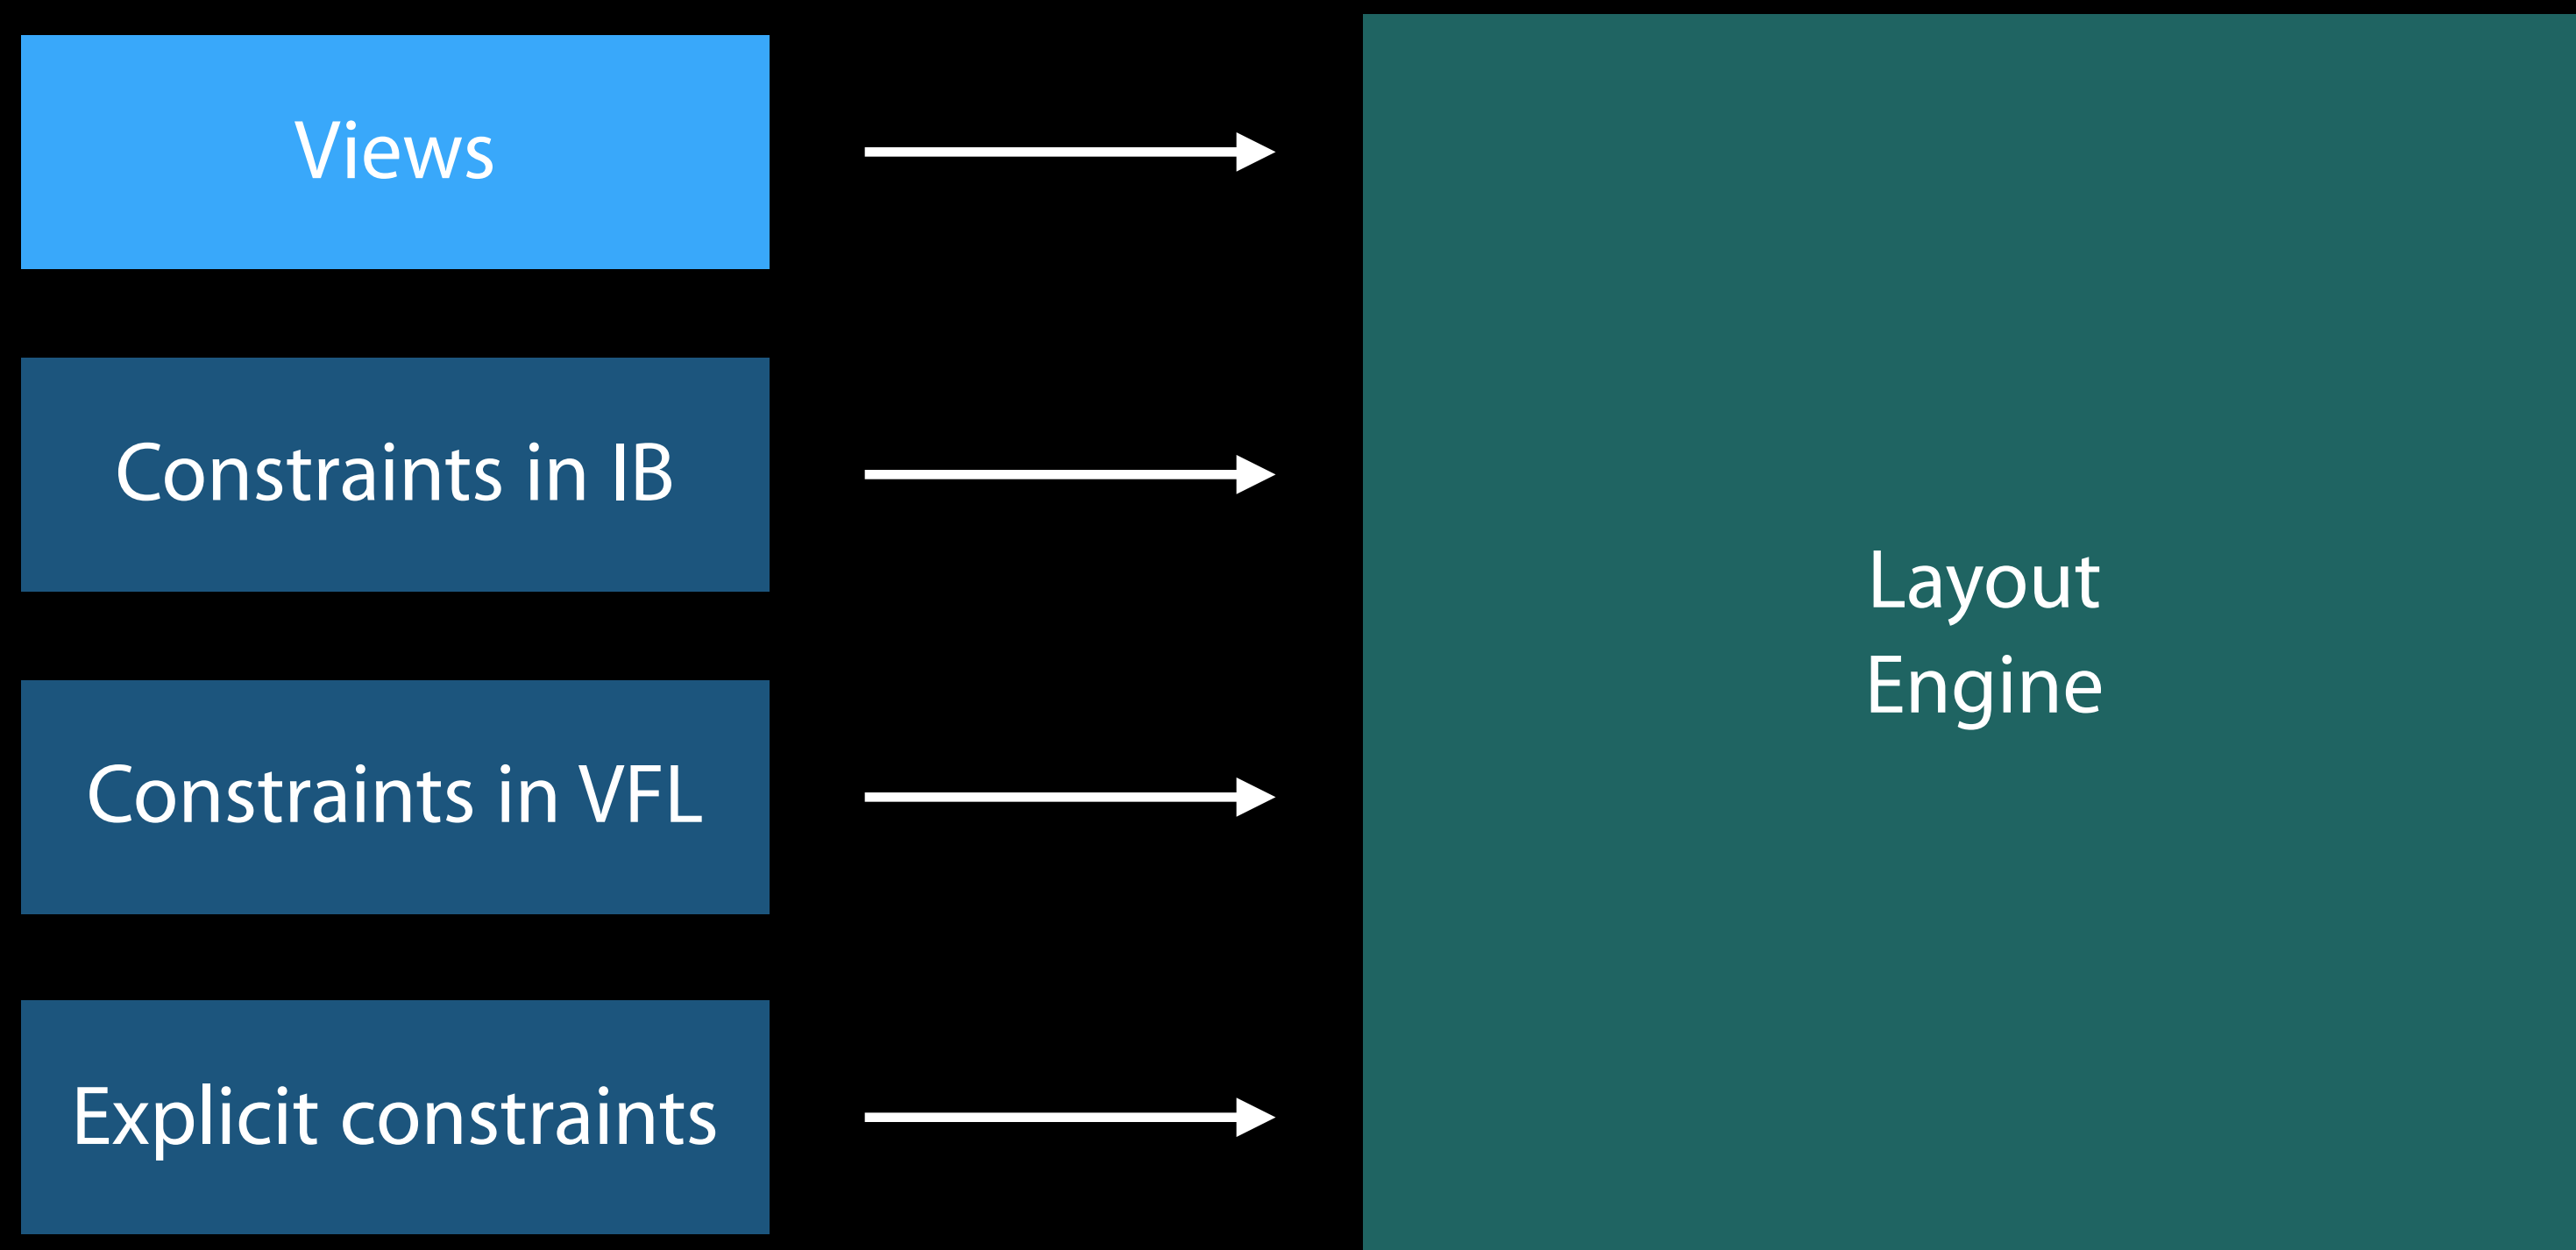 Views
Constraints in IB
Constraints in VFL
Explicit constraints
Layout
Engine